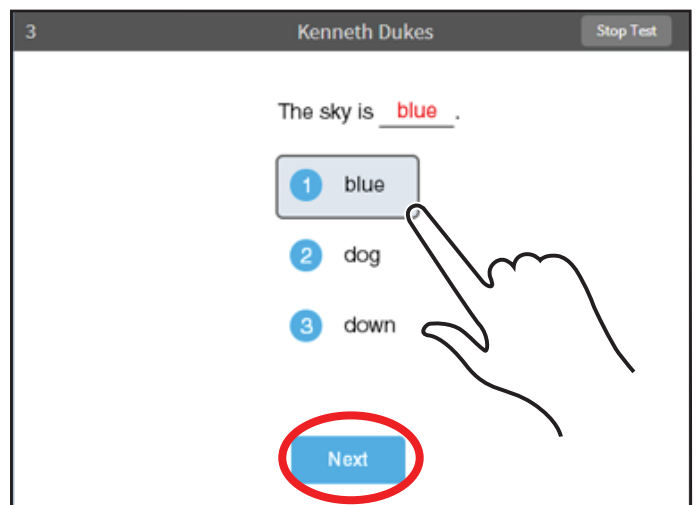 3 Kenneth Dukes Stop Test
The sky is blue.
1 blue
2 dog
3 down
Next